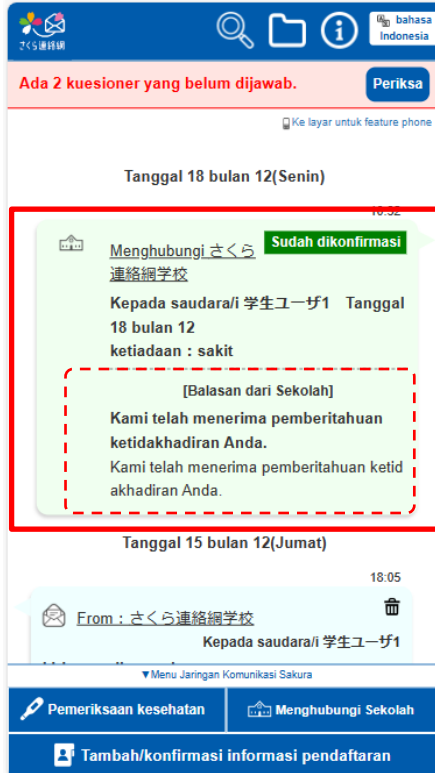 さくら連絡網
bahasa
Indonesia
Ada 2 kuesioner yang belum dijawab.
Periksa
Ke layar untuk feature phone
Tanggal 18 bulan 12(Senin)
Menghubungi さくら
連絡網学校
Sudah dikonfirmasi
Kepada saudara/i 学生ユーザ1 Tanggal
18 bulan 12
ketiadaan：sakit
[Balasan dari Sekolah]
Kami telah menerima pemberitahuan
ketidakhadiran Anda.
Kami telah menerima pemberitahuan ketid
akhadiran Anda.
Tanggal 15 bulan 12(Jumat)
18:05
From：さくら連絡網学校
Kepada saudara/i 学生ユーザ1
▼Menu Jaringan Komunikasi Sakura
Pemeriksaan kesehatan
Menghubungi Sekolah
Tambah/konfirmasi informasi pendaftaran